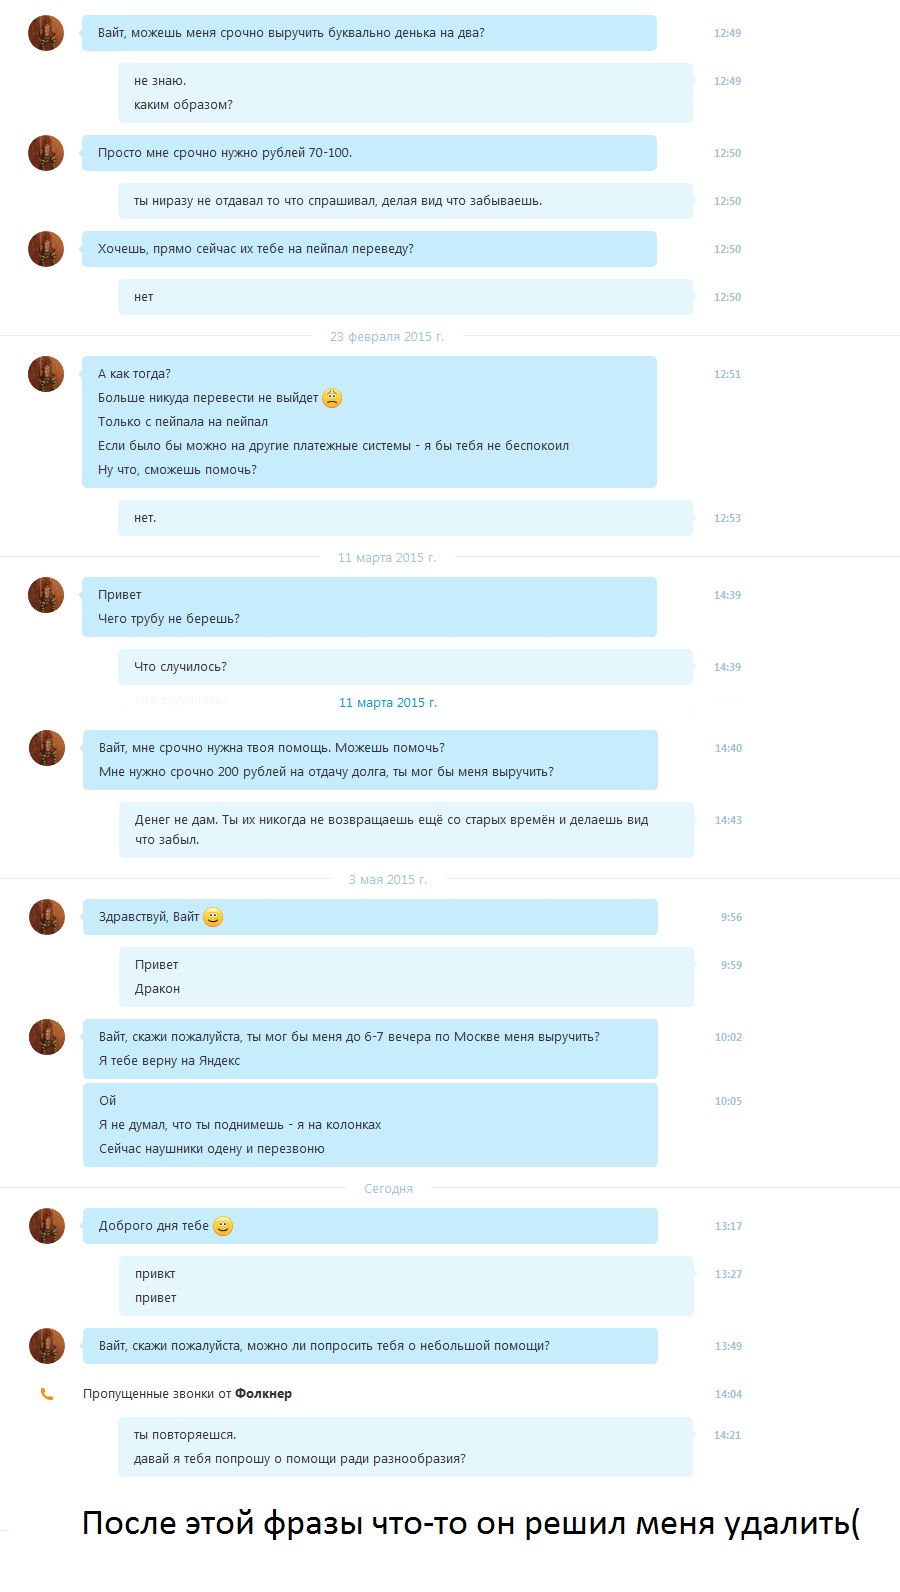 Вайт, можешь меня срочно выручить буквально денька на два? 12:49
не знаю. 12:49
каким образом?
Просто мне срочно нужно рублей 70-100. 12:50
ты ниразу не отдавал то что спрашивал, делая вид что забываешь. 12:50
Хочешь, прямо сейчас их тебе на пейпал переведу? 12:50
нет 12:50
23 февраля 2015 г.
А как тогда? 12:51
Больше никуда перевести не выйдет
Только с пейпала на пейпал
Если было бы можно на другие платежные системы - я бы тебя не беспокоил
Ну что, сможешь помочь?
нет. 12:53
11 марта 2015 г.
Привет 14:39
Чего трубу не берешь?
Что случилось? 14:39
Что случилось?
11 марта 2015 г.
Вайт, мне срочно нужна твоя помощь. Можешь помочь? 14:40
Мне нужно срочно 200 рублей на отдачу долга, ты мог бы меня выручить?
Денег не дам. Ты их никогда не возвращаешь ещё со старых времён и делаешь вид 14:43
что забыл.
3 мая 2015 г.
Здравствуй, Вайт 9:56
Привет 9:59
Дракон
Вайт, скажи пожалуйста, ты мог бы меня до 6-7 вечера по Москве меня выручить? 10:02
Я тебе верну на Яндекс
Ой 10:05
Я не думал, что ты поднимешь - я на колонках
Сейчас наушники одену и перезвоню
Сегодня
Доброго дня тебе 13:17
привкт 13:27
привет
Вайт, скажи пожалуйста, можно ли попросить тебя о небольшой помощи? 13:49
Пропущенные звонки от Фолкнер 14:04
ты повторяешся. 14:21
давай я тебя попрошу о помощи ради разнообразия?
После этой фразы что-то он решил меня удалить(